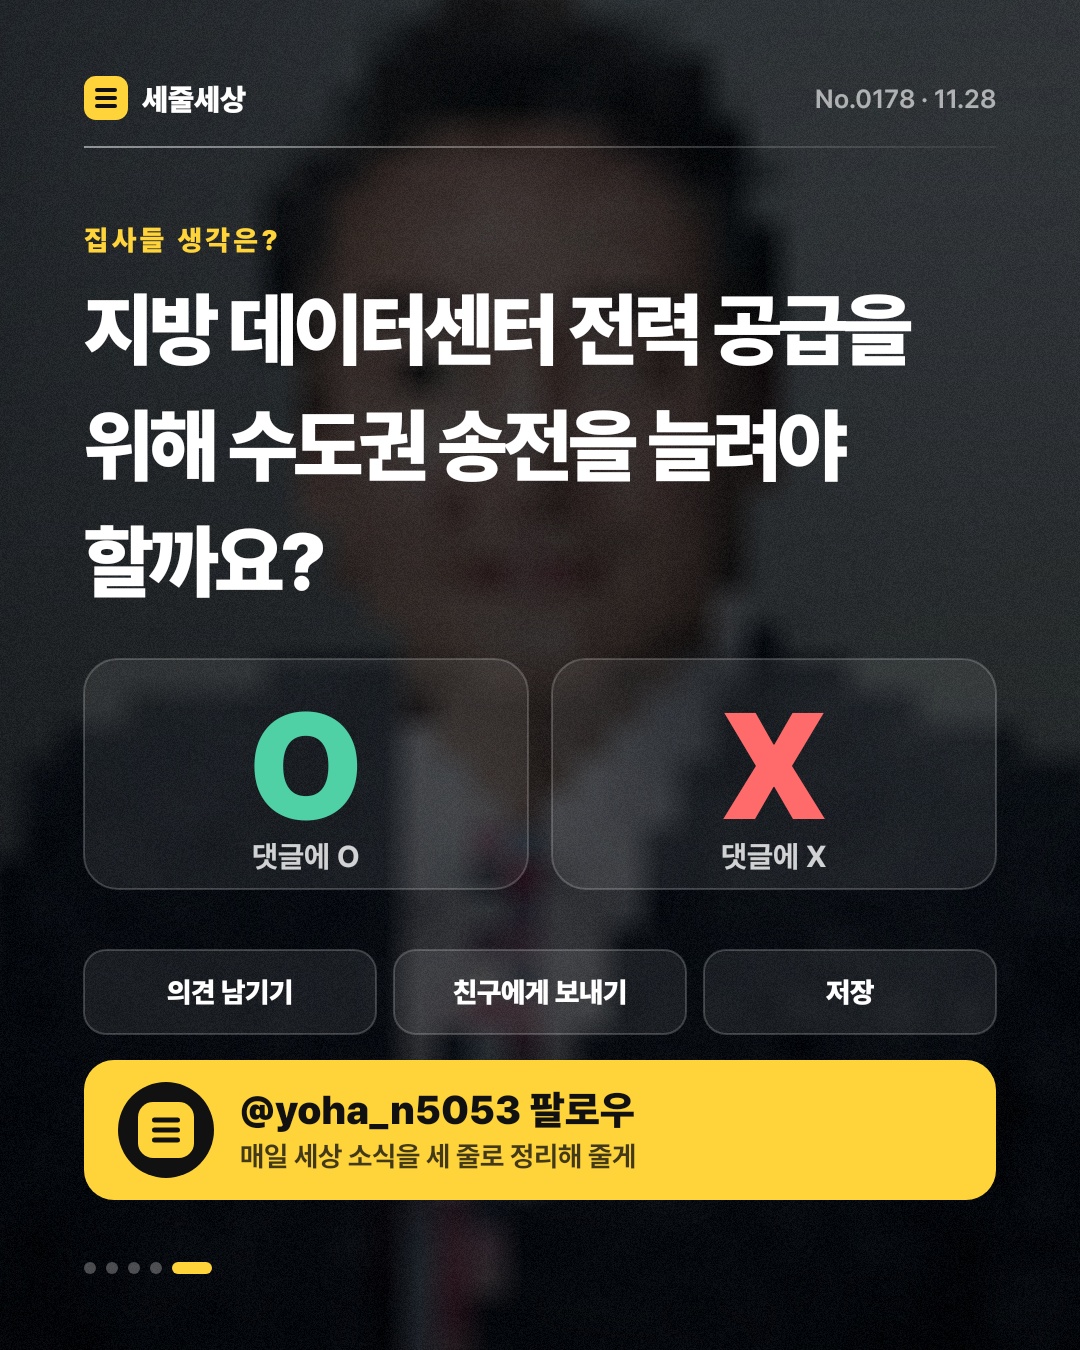 세줄세상
No.0178 · 11.28
집사들 생각은?
지방 데이터센터 전력 공급을
위해 수도권 송전을 늘려야
할까요?
O
댓글에 O
X
댓글에 X
의견 남기기
친구에게 보내기
저장
@yoha_n5053 팔로우
매일 세상 소식을 세 줄로 정리해 줄게